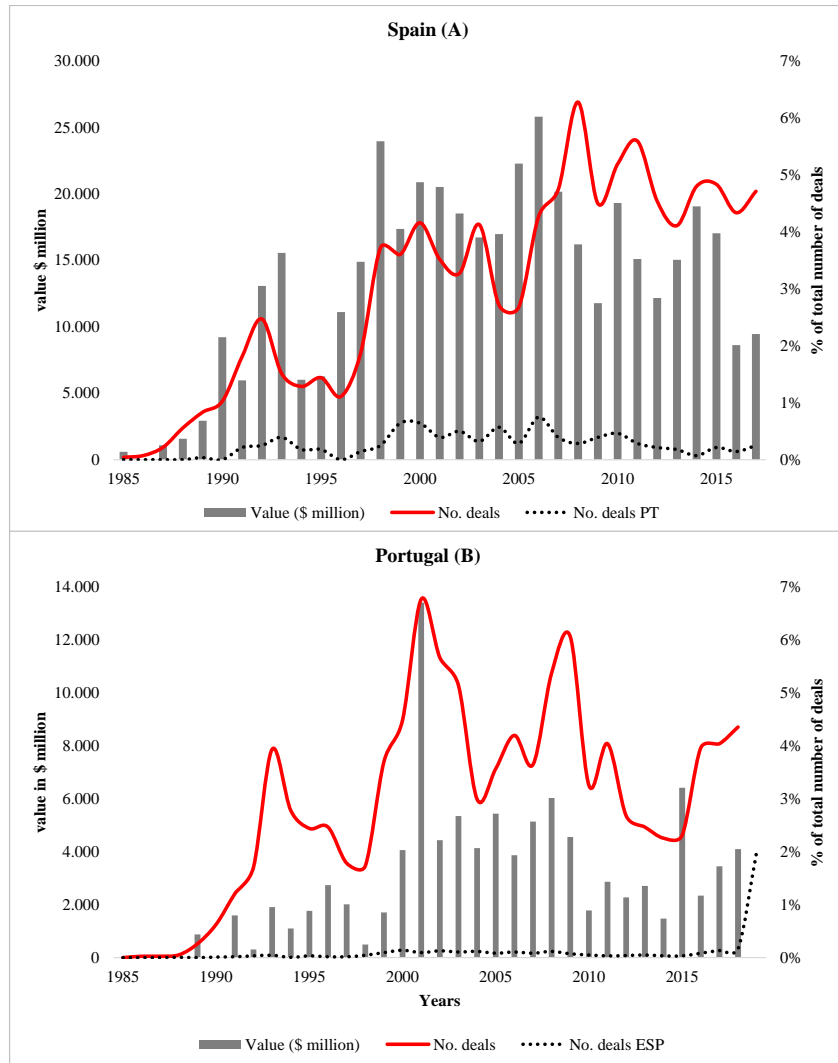 Spain (A)
30.000
25.000
20.000
15.000
10.000
5.000
0
value $ million
7%
6%
5%
4%
3%
2%
1%
0%
% of total number of deals
1985 1990 1995 2000 2005 2010 2015
Value ($ million) No. deals No. deals PT
Portugal (B)
14.000
12.000
10.000
8.000
6.000
4.000
2.000
0
value in $ million
7%
6%
5%
4%
3%
2%
1%
0%
% of total number of deals
1985 1990 1995 2000 2005 2010 2015
Years
Value ($ million) No. deals No. deals ESP